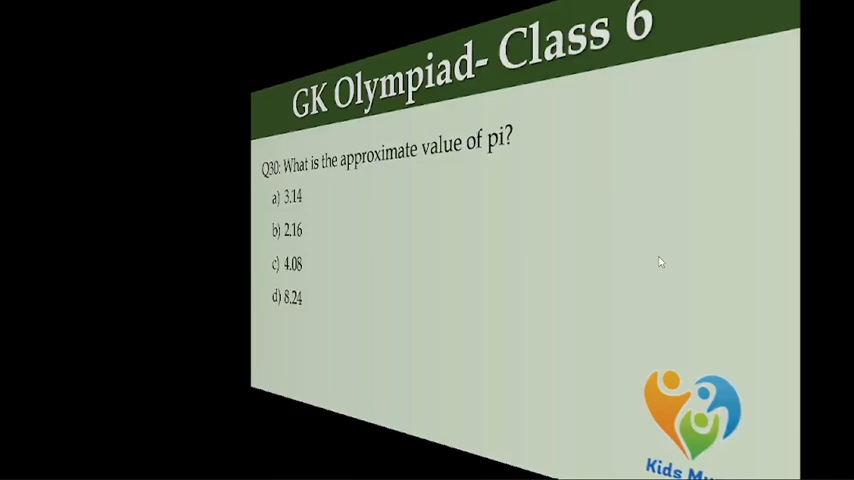 GK Olympiad- Class 6
Q30: What is the approximate value of pi?
a) 3.14
b) 2.16
c) 4.08
d) 8.24
Kids